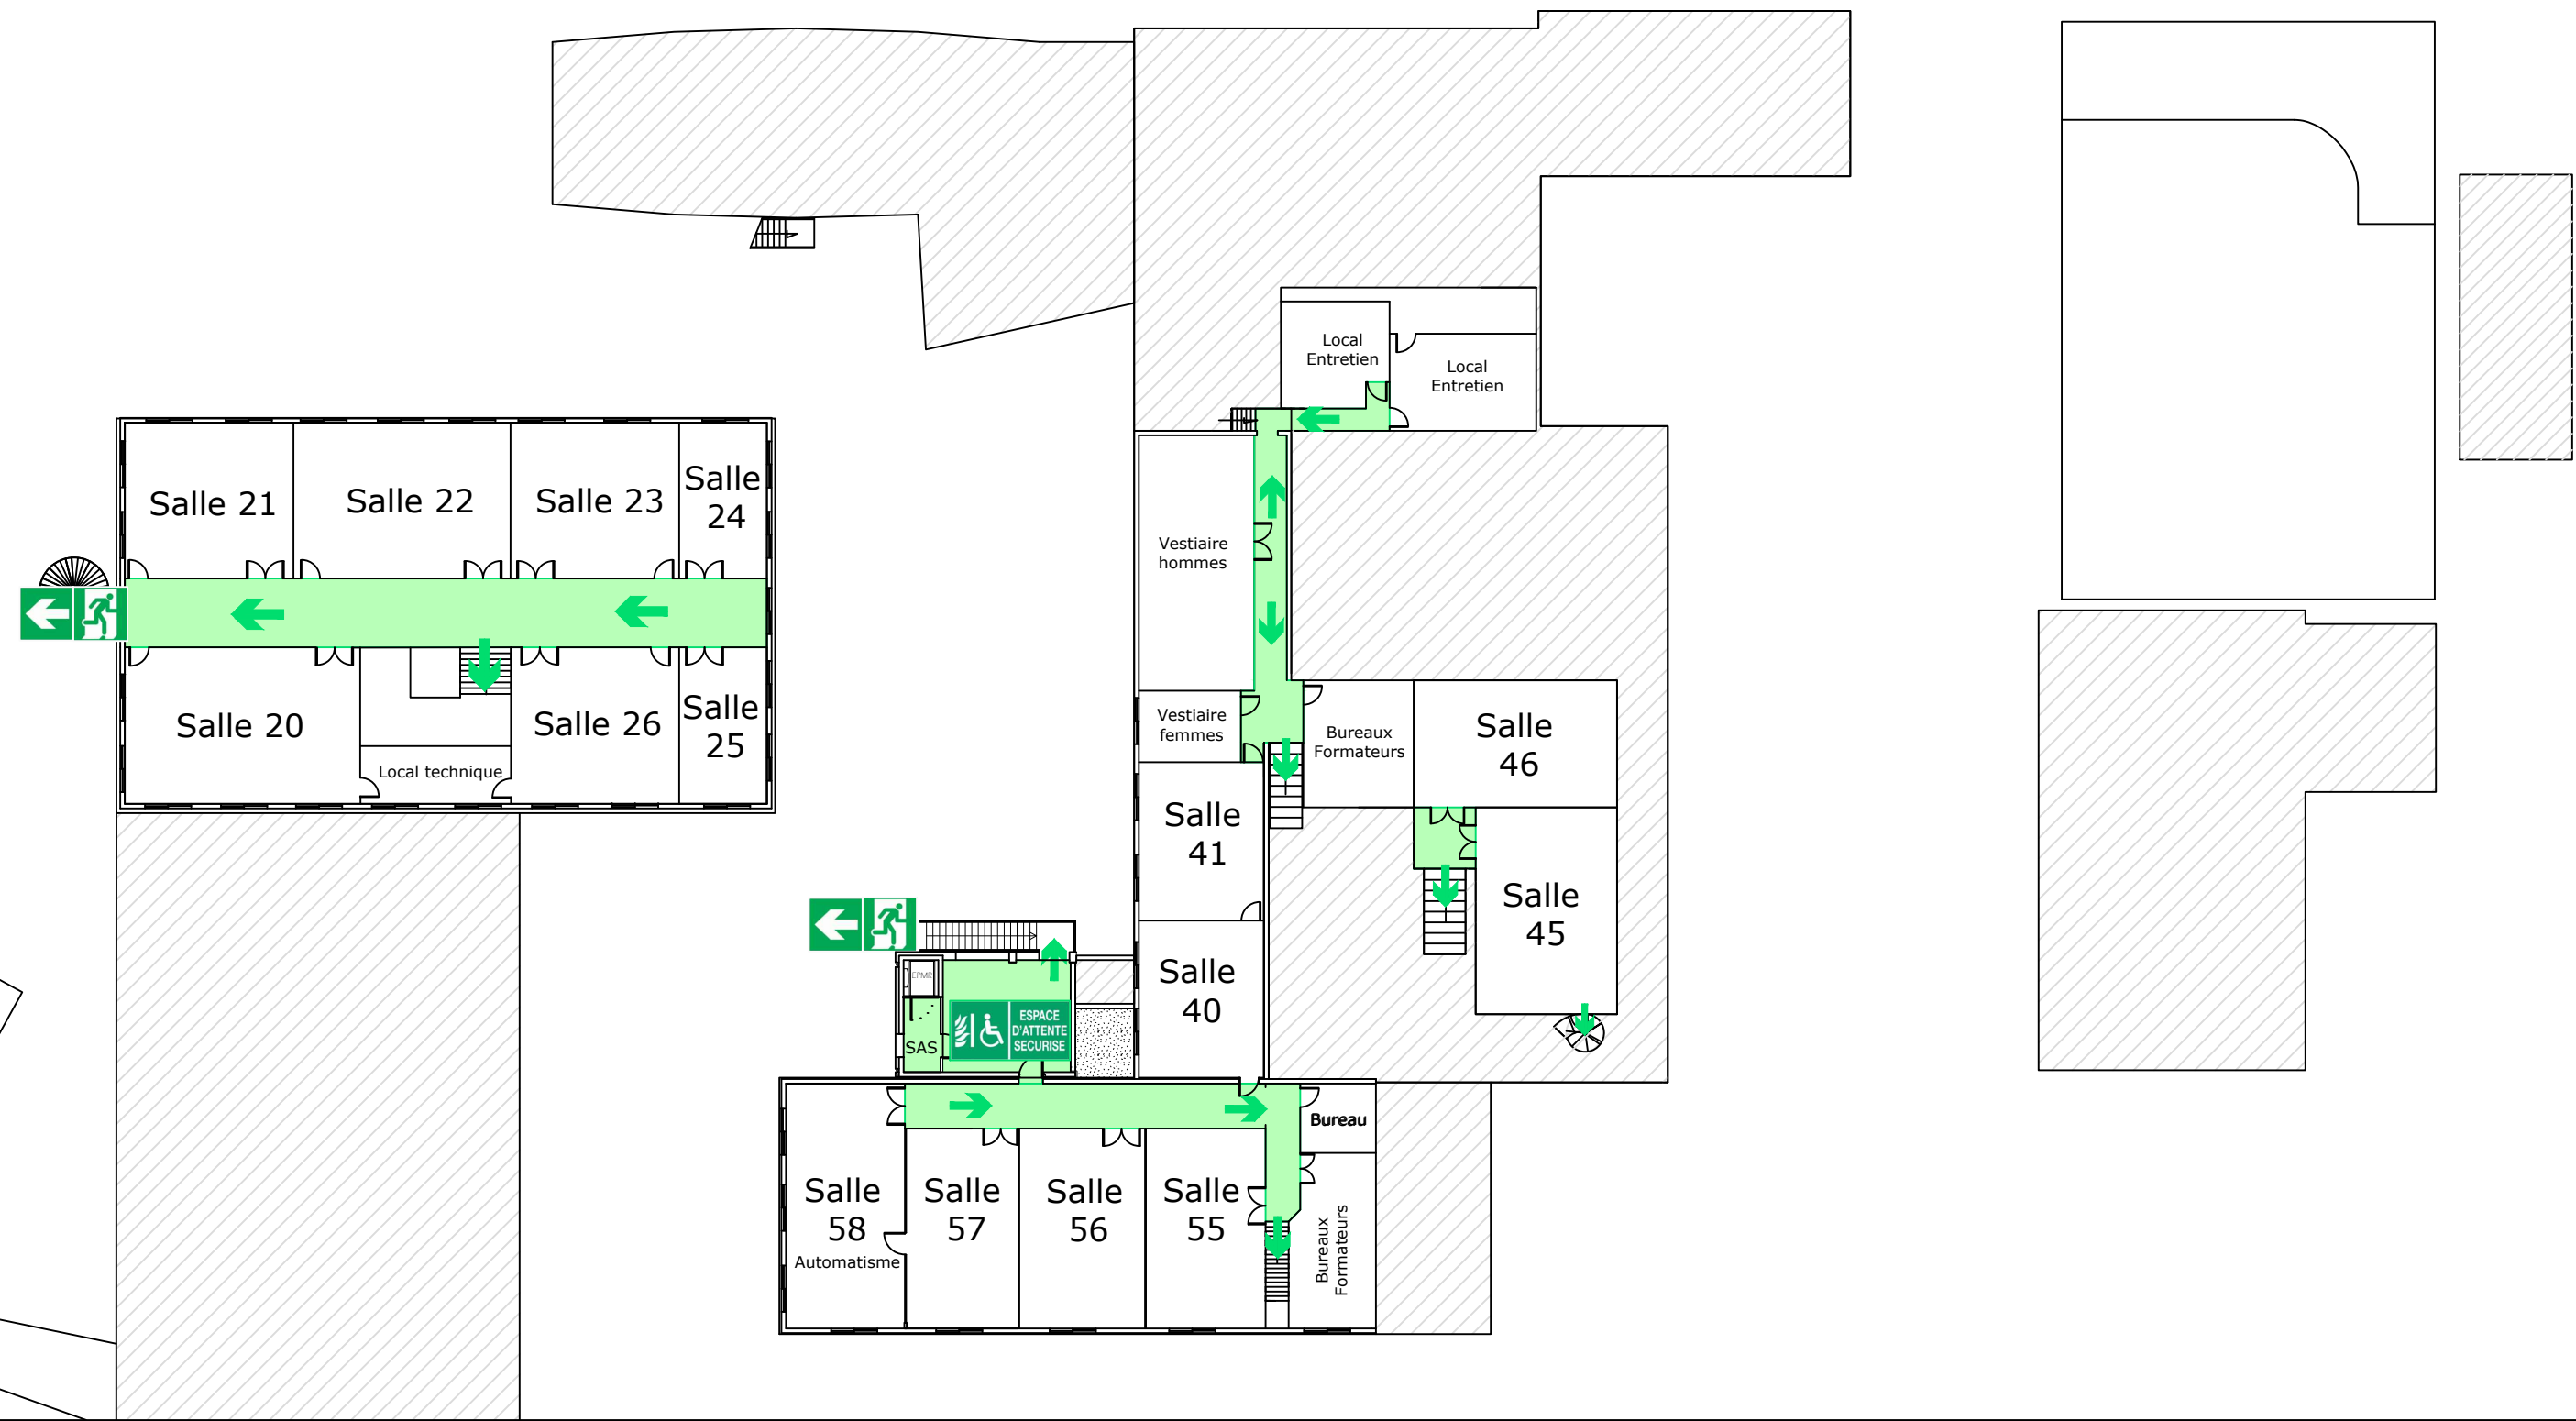 Local
Entretien
Local
Entretien
Salle 21
Salle 22
Salle 23
Salle
24
Vestiaire
hommes
Salle 20
Salle 26
Salle
25
Local technique
Vestiaire
femmes
Bureaux
Formateurs
Salle
46
Salle
41
Salle
45
Salle
40
EPMR
SAS
ESPACE
D'ATTENTE
SECURISE
Bureau
Salle
58
Automatisme
Salle
57
Salle
56
Salle
55
Bureaux
Formateurs